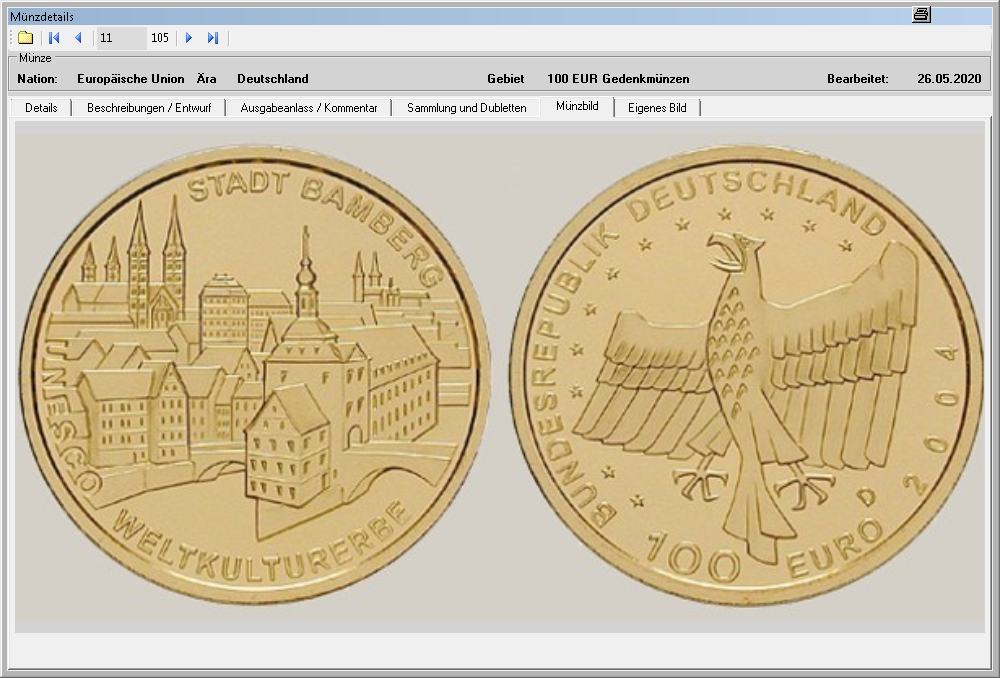 Münzdetails
11 105
Münze
Nation: Europäische Union Ära Deutschland Gebiet 100 EUR Gedenkmünzen Bearbeitet: 26.05.2020
Details Beschreibungen / Entwurf Ausgabeanlass / Kommentar Sammlung und Dubletten Münzbild Eigenes Bild
STADT BAMBERG
UNESCO
WELTKULTURERBE
BUNDESREPUBLIK DEUTSCHLAND
D 2004
100 EURO